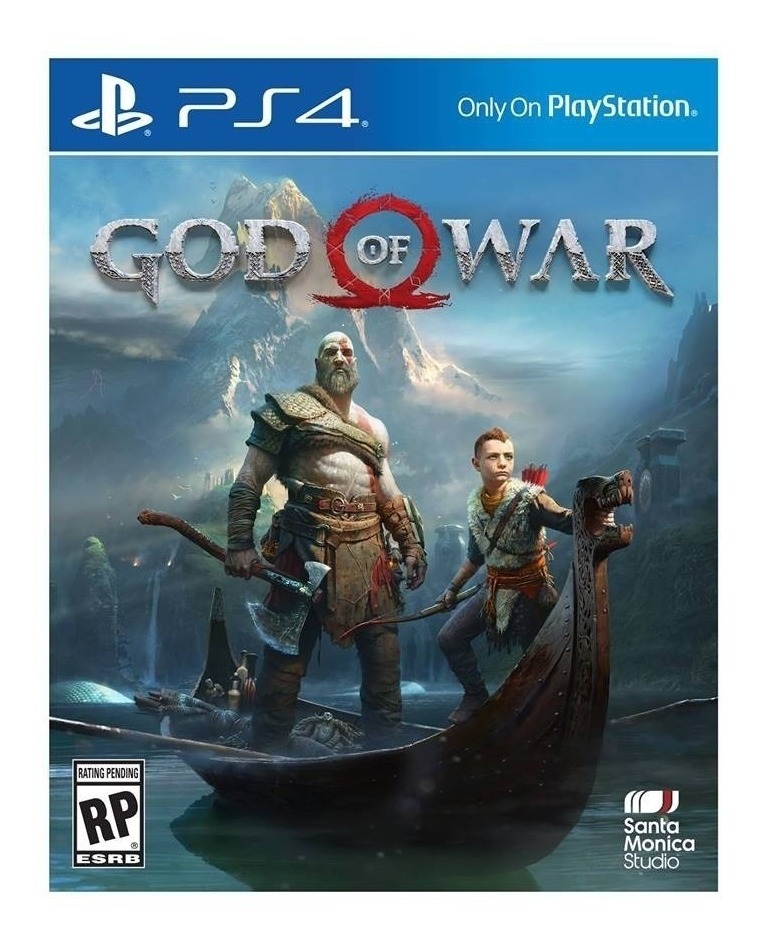 PS4®
Only On PlayStation®
GOD OF WAR
RATING PENDING
RP®
ESRB
Santa
Monica
Studio